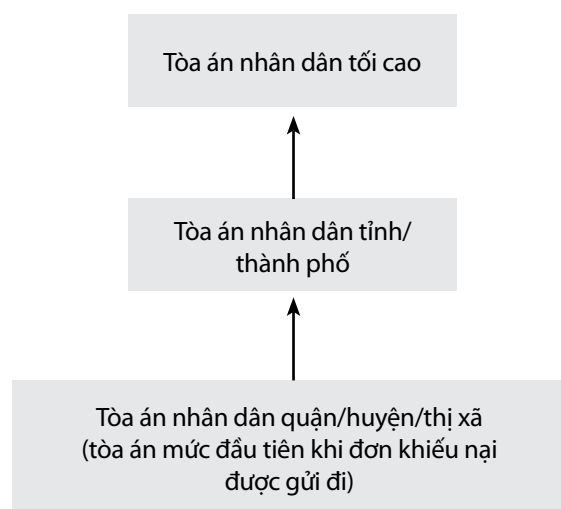 Tòa án nhân dân tối cao
Tòa án nhân dân tỉnh/
thành phố
Tòa án nhân dân quận/huyện/thị xã
(tòa án mức đầu tiên khi đơn khiếu nại
được gửi đi)